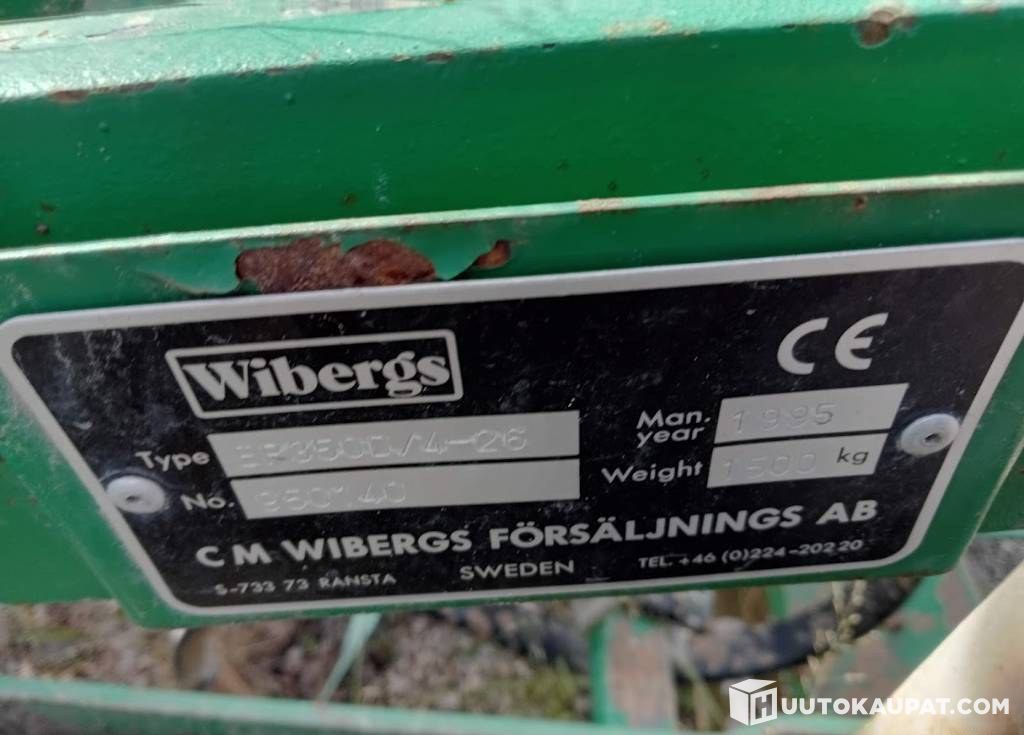 Wibergs
CE
Type
No.
Man. year 1995
Weight 1500 kg
C M WIBERGS FÖRSÄLJNINGS AB
S-733 73 RANSTA SWEDEN TEL. +46 (0)224-202 20
HUUTOKAUPAT.COM